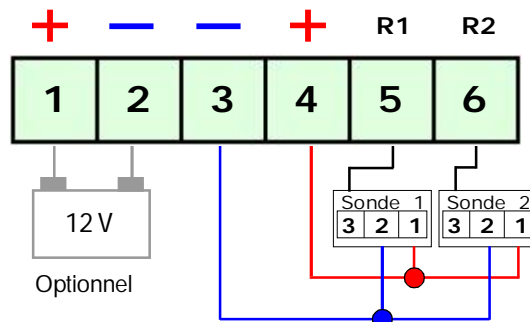 + — — + R1 R2
1 2 3 4 5 6
Sonde 1 Sonde 2
3 2 1 3 2 1
12 V
Optionnel